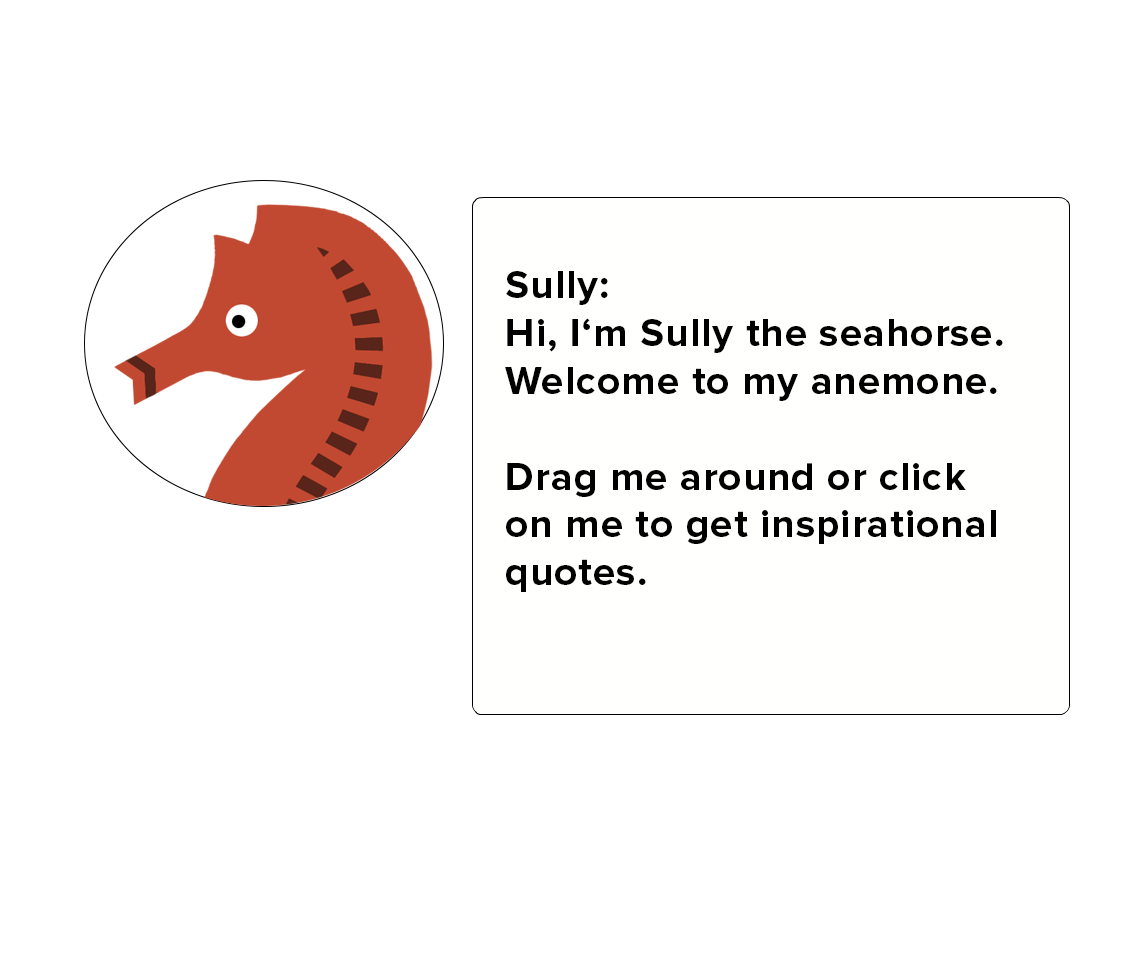 Sully:
Hi, I‘m Sully the seahorse.
Welcome to my anemone.
Drag me around or click
on me to get inspirational
quotes.